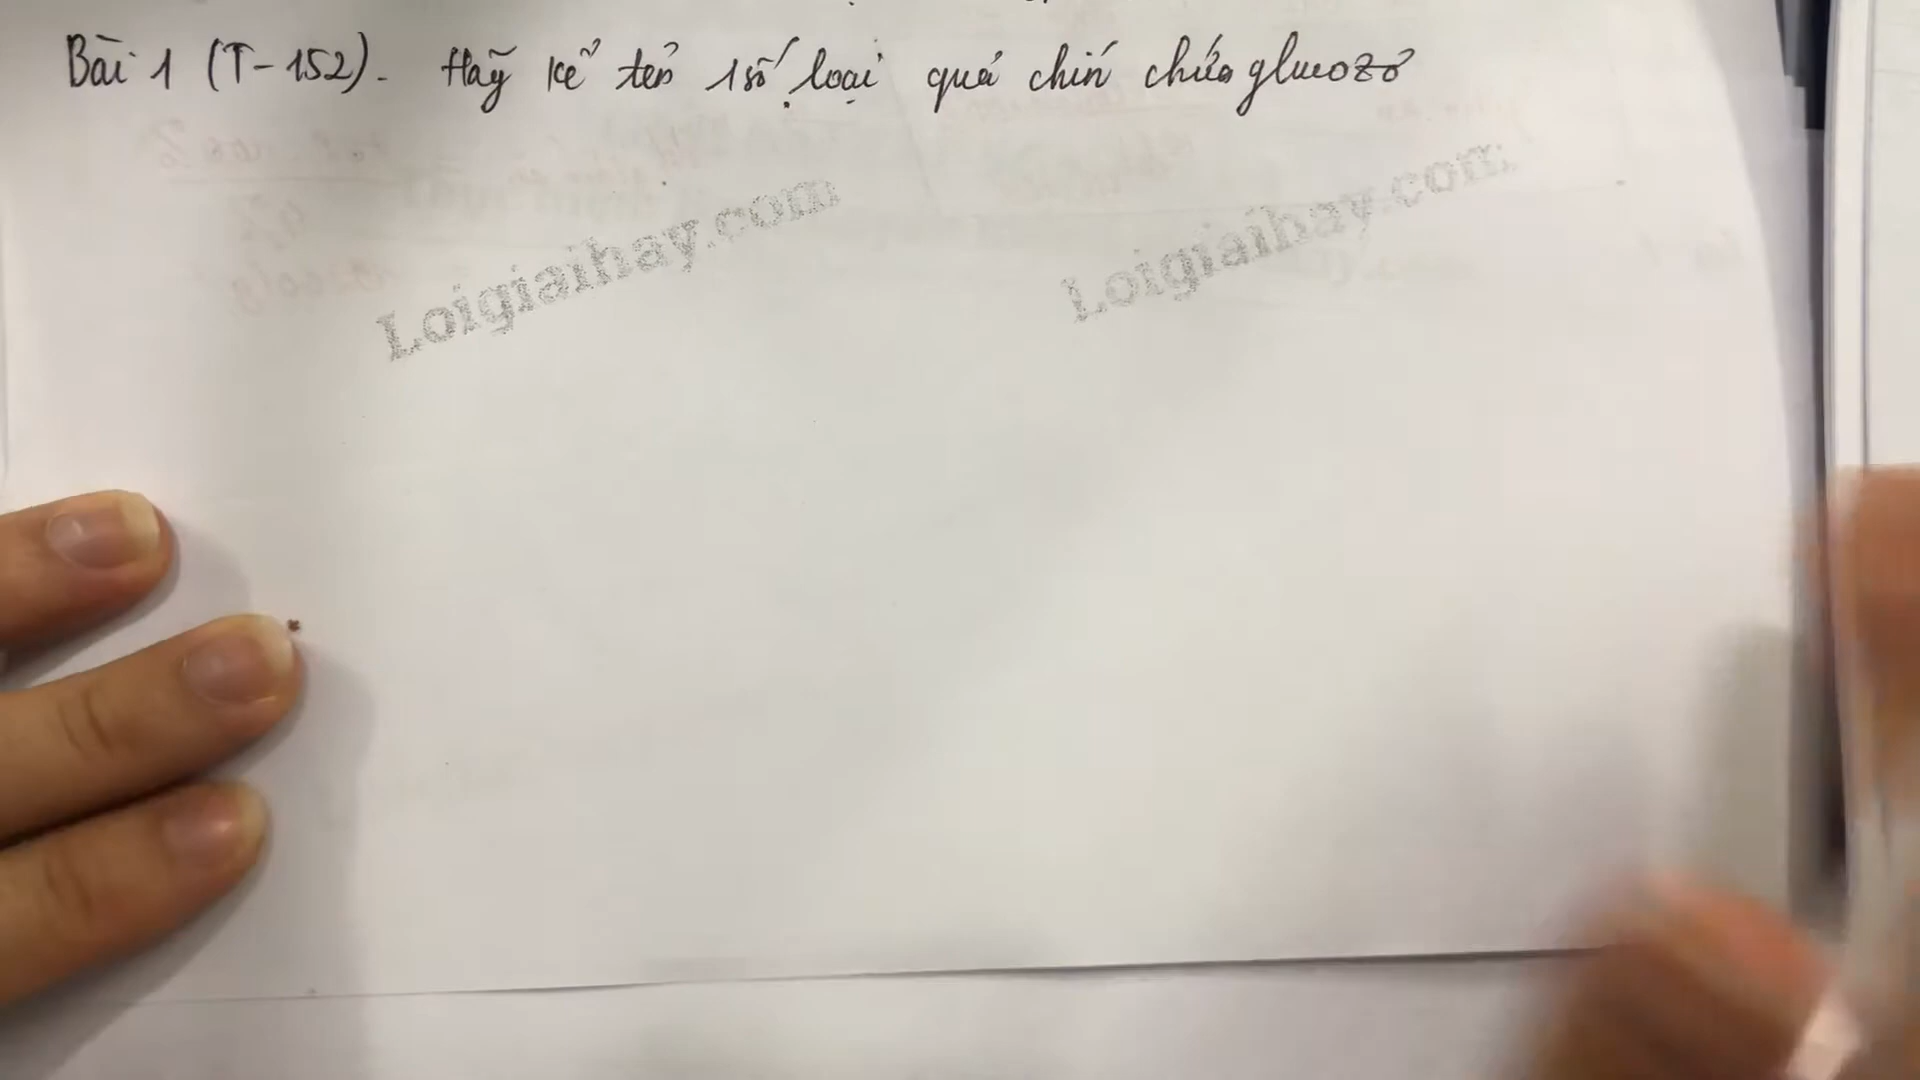 Bài 1 (T-152). Hãy kể tên 1 số loại quả chín chứa glucozơ
Loigiaihay.com
Loigiaihay.com